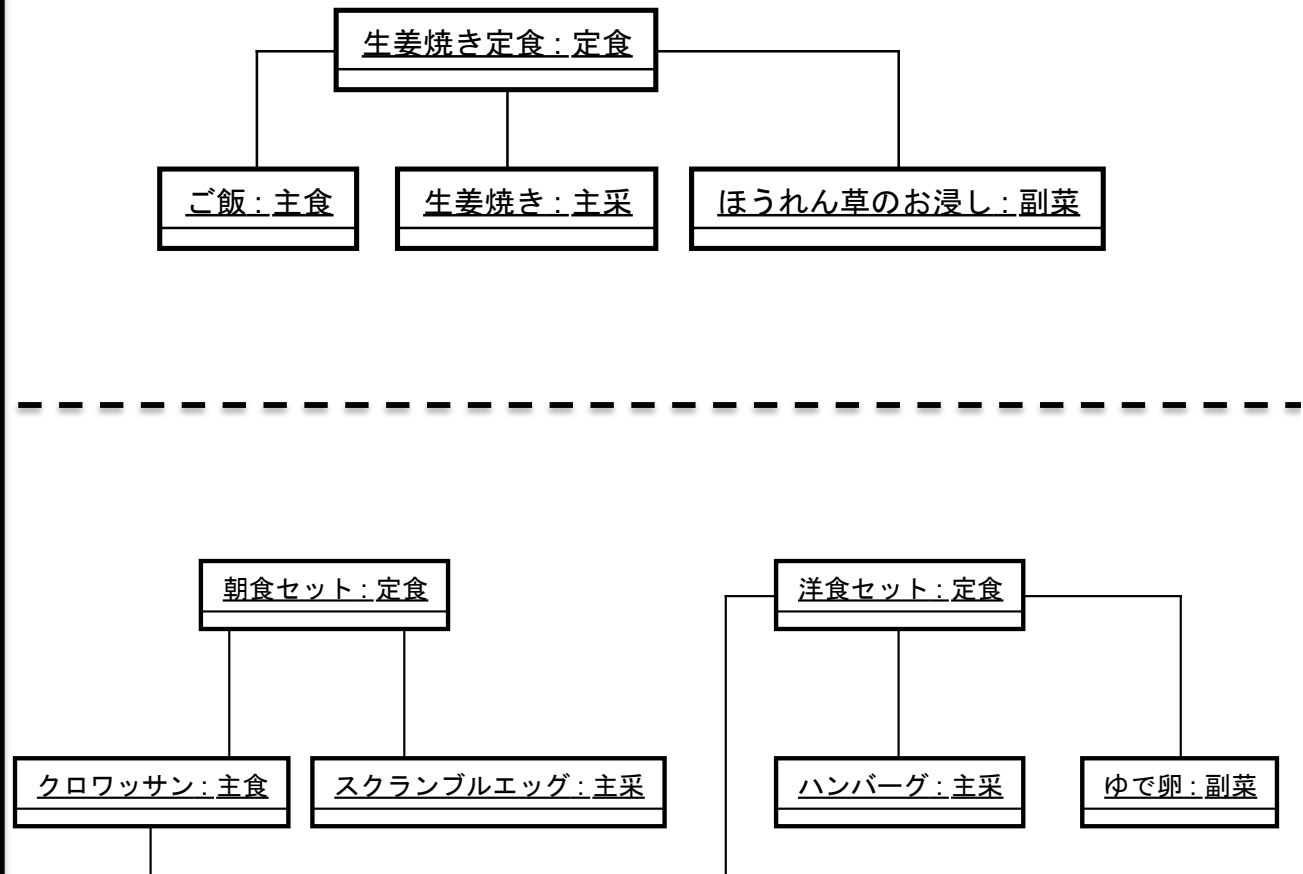 生姜焼き定食 : 定食
ご飯 : 主食
生姜焼き : 主采
ほうれん草のお浸し : 副菜
朝食セット : 定食
洋食セット : 定食
クロワッサン : 主食
スクランブルエッグ : 主采
ハンバーグ : 主采
ゆで卵 : 副菜